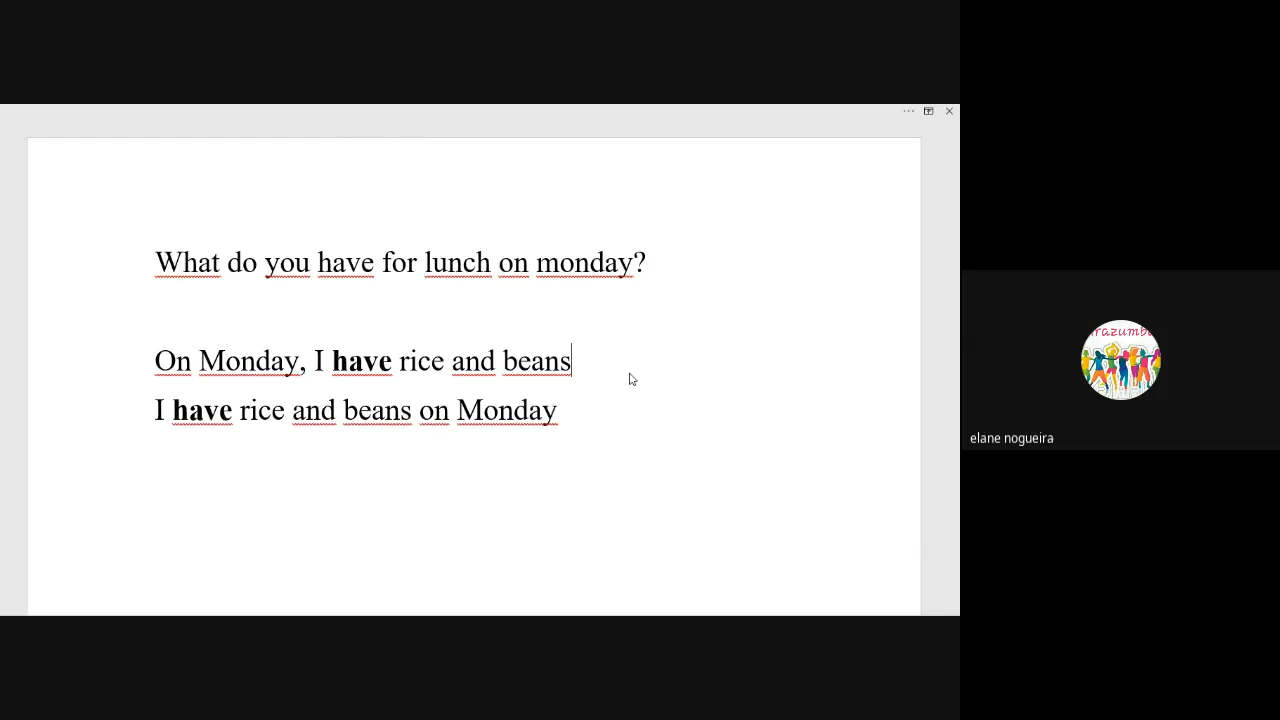 What do you have for lunch on monday?
On Monday, I have rice and beans
I have rice and beans on Monday
elane nogueira